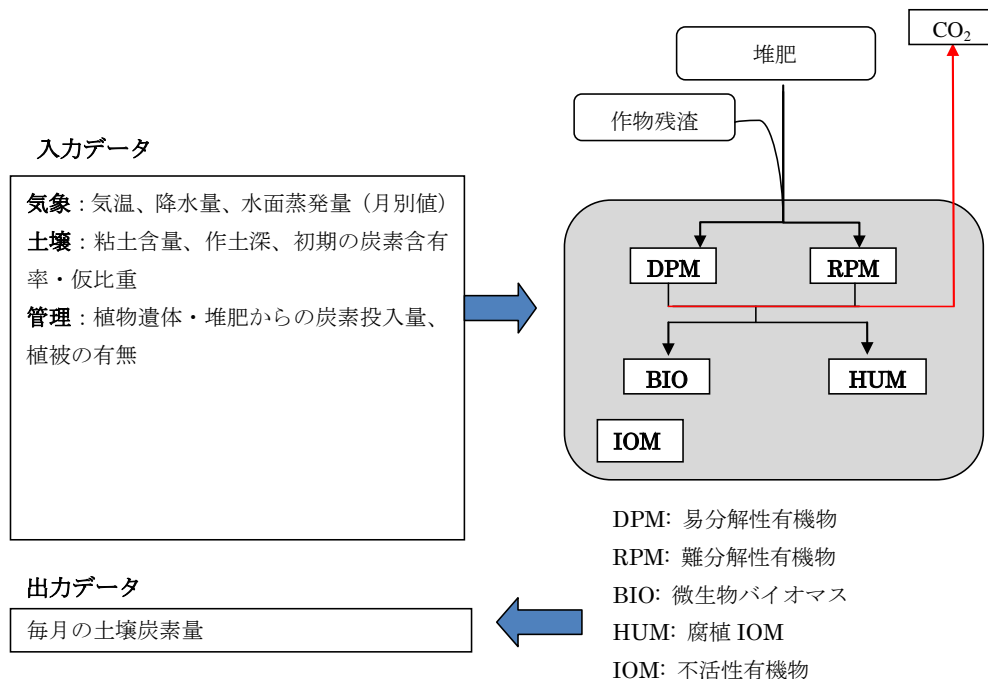 CO₂
堆肥
作物残渣
入力データ
気象：気温、降水量、水面蒸発量（月別値）
土壌：粘土含量、作土深、初期の炭素含有
率・仮比重
管理：植物遺体・堆肥からの炭素投入量、
植被の有無
DPM
RPM
BIO
HUM
IOM
DPM: 易分解性有機物
RPM: 難分解性有機物
BIO: 微生物バイオマス
HUM: 腐植 IOM
IOM: 不活性有機物
出力データ
毎月の土壌炭素量